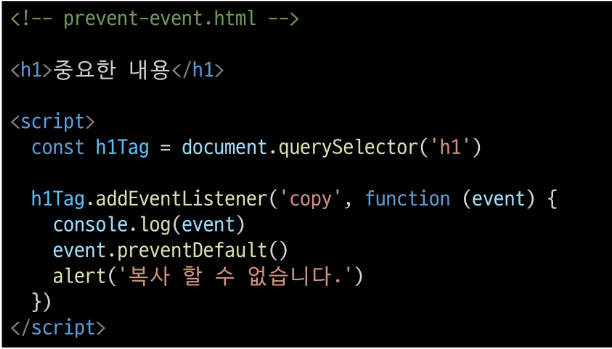 <!-- prevent-event.html -->
<h1>중요한 내용</h1>
<script>
const h1Tag = document.querySelector('h1')
h1Tag.addEventListener('copy', function (event) {
console.log(event)
event.preventDefault()
alert('복사 할 수 없습니다.')
})
</script>